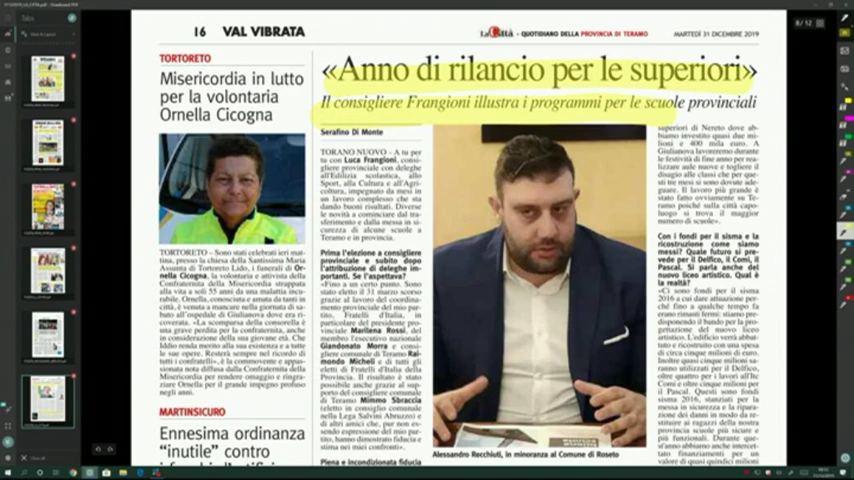 16 VAL VIBRATA
La Città - QUOTIDIANO DELLA PROVINCIA DI TERAMO
MARTEDÌ 31 DICEMBRE 2019
TORTORETO
Misericordia in lutto
per la volontaria
Ornella Cicogna
TORTORETO – Sono stati celebrati ieri mat-
tina, presso la chiesa della Santissima Maria
Assunta di Tortoreto Lido, i funerali di Or-
nella Cicogna, la volontaria e attivista della
Confraternita della Misericordia strappata
alla vita a soli 55 anni da una malattia incu-
rabile. Ornella, conosciuta e amata da tanti in
città, è venuta a mancare nella giornata di sa-
bato all'ospedale di Giulianova dove era ri-
coverata. «La scomparsa della consorella è
una grave perdita per la confraternita, anche
in considerazione della sua giovane età. Che
Iddio renda merito alla sua esistenza e a tutte
le sue opere. Resterà sempre nel ricordo di
tutti i confratelli», è la commovente e appas-
sionata nota diffusa dalla Confraternita della
Misericordia per rendere omaggio e ringra-
ziare Ornella per il grande impegno profuso
negli anni.
MARTINSICURO
Ennesima ordinanza
“inutile” contro
«Anno di rilancio per le superiori»
Il consigliere Frangioni illustra i programmi per le scuole provinciali
Serafino Di Monte
TORANO NUOVO – A tu per
tu con Luca Frangioni, consi-
gliere provinciale con deleghe
all'Edilizia scolastica, allo
Sport, alla Cultura e all'Agri-
coltura, impegnato da mesi in
un lavoro complesso che sta
dando buoni risultati. Diverse
le novità a cominciare dal tra-
sferimento e dalla messa in si-
curezza di alcune scuole a
Teramo e in provincia.
Prima l'elezione a consigliere
provinciale e subito dopo
l'attribuzione di deleghe im-
portanti. Se l'aspettava?
«Fino a un certo punto. Sono
stato eletto il 31 marzo scorso
grazie al lavoro del coordina-
mento provinciale del mio par-
tito, Fratelli d'Italia, in
particolare del presidente pro-
vinciale Marilena Rossi, del
membro l'esecutivo nazionale
Giandonato Morra e consi-
gliere comunale di Teramo Rai-
mondo Micheli e di tutti gli
eletti di Fratelli d'Italia della
Provincia. Il risultato è stato
possibile anche grazie al sup-
porto del consigliere comunale
di Teramo Mimmo Sbraccia
(eletto in consiglio comunale
nella Lega Salvini Abruzzo) e
di altri amici che, pur non es-
sendo espressione del mio par-
tito, hanno dimostrato fiducia e
stima nei miei confronti».
Piena e incondizionata fiducia
Alessandro Recchiuti, in minoranza al Comune di Roseto
superiori di Nereto dove ab-
biamo investito quasi due mi-
lioni e 400 mila euro. A
Giulianova lavoreremo durante
le festività di fine anno per rea-
lizzare aule nuove e togliere il
disagio alle classi che per que-
sti tre mesi si sono dovute ade-
guare. Il lavoro più grande è
stato fatto ovviamente su
Teramo poiché sulla città capo-
luogo si trova il maggior
numero di scuole».
Con i fondi per il sisma e la
ricostruzione come siamo
messi? Quale futuro si pre-
vede per il Delfico, il Comi, il
Pascal. Si parla anche del
nuovo liceo artistico. Qual è
la realtà?
«Ci sono fondi per il sisma
2016 a cui dare attuazione per-
ché fino a qualche tempo fa
erano rimasti fermi: stiamo pre-
disponendo il bando per la pro-
gettazione del nuovo liceo
artistico. L'edificio verrà abbat-
tuto e ricostruito con una spesa
di circa cinque milioni di euro.
Inoltre quasi cinque milioni sa-
ranno utilizzati per il Delfico,
oltre quattro per i lavori all'Itc
Comi e oltre cinque milioni per
il Pascal. Questi sono fondi
sisma 2016, stanziati per la
messa in sicurezza e la ripara-
zione dei danni in modo da re-
stituire ai ragazzi della nostra
provincia scuole più sicure e
più funzionali. Durante que-
st'anno abbiamo anche intercet-
tato finanziamenti per un
valore di quasi quindici milioni